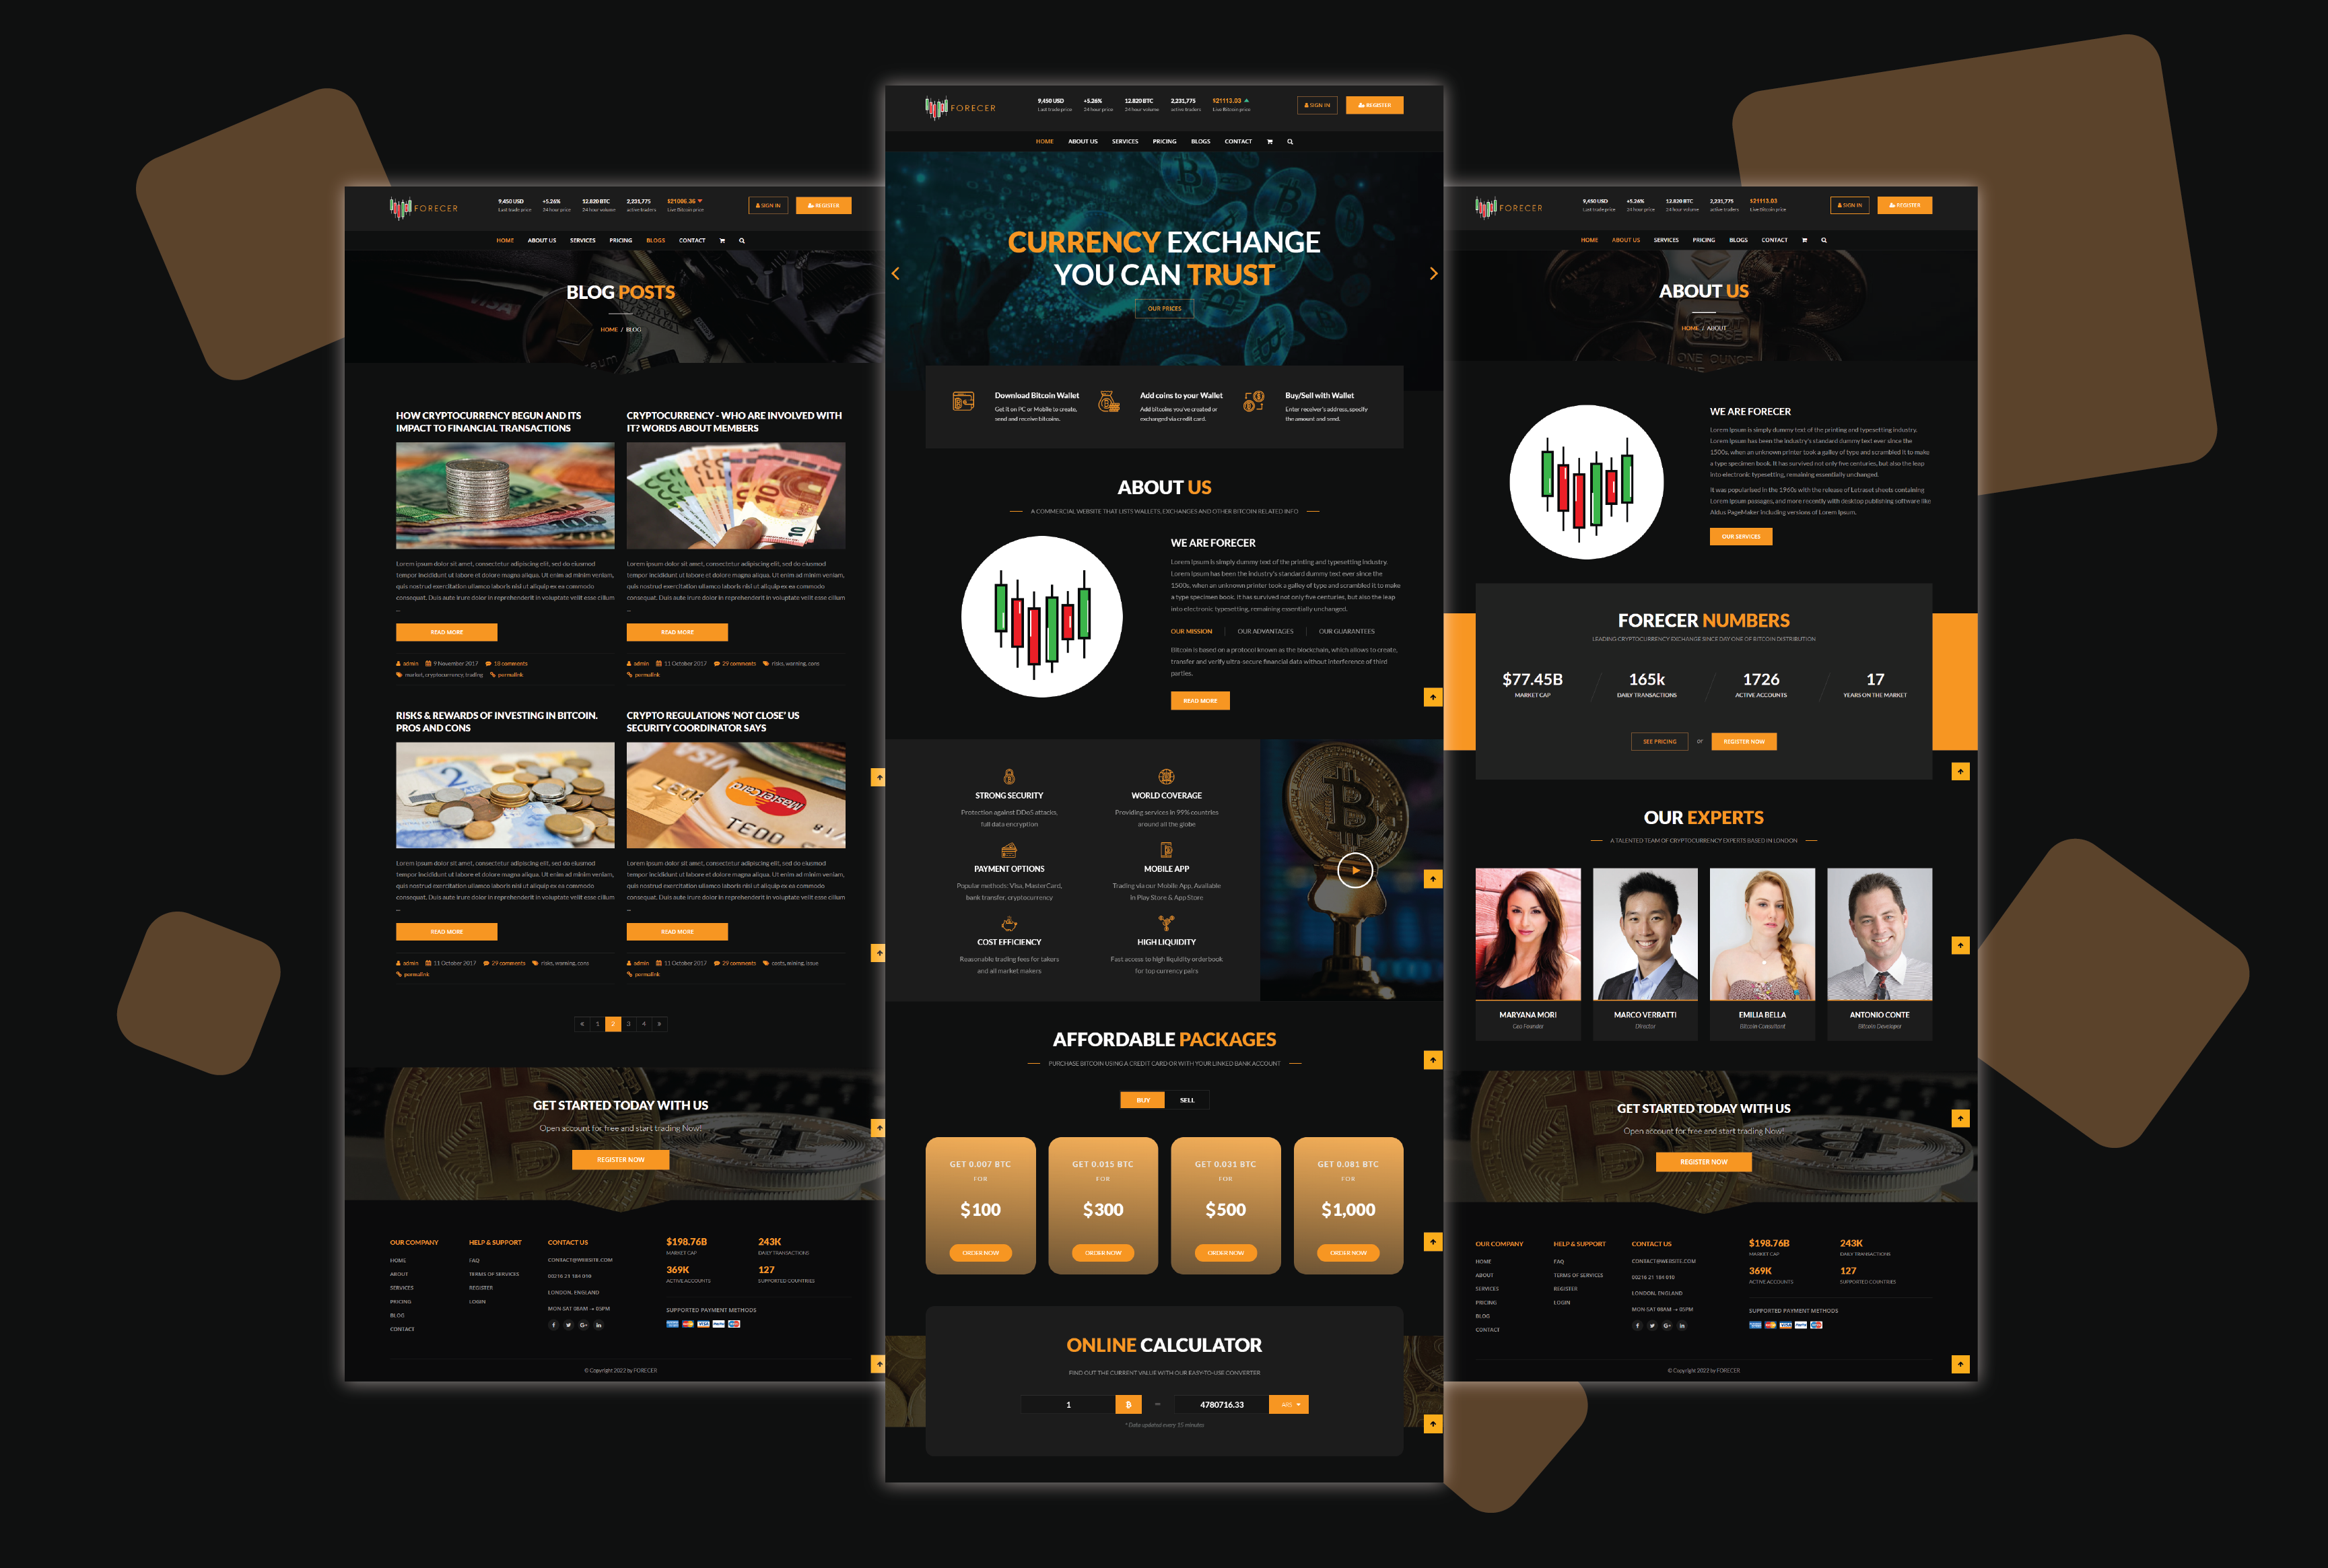 FORECER
9,450 USD
Last trade price
+5.26%
24 hour price
12.820 BTC
24 hour volume
2,231,775
active traders
$21006.36
Live Bitcoin price
SIGN IN
REGISTER
HOME ABOUT US SERVICES PRICING BLOGS CONTACT
BLOG POSTS
HOME / BLOG
HOW CRYPTOCURRENCY BEGUN AND ITS
IMPACT TO FINANCIAL TRANSACTIONS
Lorem ipsum dolor sit amet, consectetur adipiscing elit, sed do eiusmod
tempor incididunt ut labore et dolore magna aliqua. Ut enim ad minim veniam,
quis nostrud exercitation ullamco laboris nisi ut aliquip ex ea commodo
consequat. Duis aute irure dolor in reprehenderit in voluptate velit esse cillum
...
READ MORE
admin 9 November 2017 18 comments
market, cryptocurrency, trading permalink
CRYPTOCURRENCY - WHO ARE INVOLVED WITH
IT? WORDS ABOUT MEMBERS
10
10
Lorem ipsum dolor sit amet, consectetur adipiscing elit, sed do eiusmod
tempor incididunt ut labore et dolore magna aliqua. Ut enim ad minim veniam,
quis nostrud exercitation ullamco laboris nisi ut aliquip ex ea commodo
consequat. Duis aute irure dolor in reprehenderit in voluptate velit esse cillum
...
READ MORE
admin 11 October 2017 29 comments risks, warning, cons
permalink
RISKS & REWARDS OF INVESTING IN BITCOIN.
PROS AND CONS
2
Lorem ipsum dolor sit amet, consectetur adipiscing elit, sed do eiusmod
tempor incididunt ut labore et dolore magna aliqua. Ut enim ad minim veniam,
quis nostrud exercitation ullamco laboris nisi ut aliquip ex ea commodo
consequat. Duis aute irure dolor in reprehenderit in voluptate velit esse cillum
...
READ MORE
admin 11 October 2017 29 comments risks, warning, cons
permalink
CRYPTO REGULATIONS ‘NOT CLOSE’ US
SECURITY COORDINATOR SAYS
VISA
MasterCard
Lorem ipsum dolor sit amet, consectetur adipiscing elit, sed do eiusmod
tempor incididunt ut labore et dolore magna aliqua. Ut enim ad minim veniam,
quis nostrud exercitation ullamco laboris nisi ut aliquip ex ea commodo
consequat. Duis aute irure dolor in reprehenderit in voluptate velit esse cillum
...
READ MORE
admin 11 October 2017 29 comments costs, mining, issue
permalink
« 1 2 3 4 »
GET STARTED TODAY WITH US
Open account for free and start trading Now!
REGISTER NOW
OUR COMPANY
HOME
ABOUT
SERVICES
PRICING
BLOG
CONTACT
HELP & SUPPORT
FAQ
TERMS OF SERVICES
REGISTER
LOGIN
CONTACT US
CONTACT@WEBSITE.COM
00216 21 184 010
LONDON, ENGLAND
MON-SAT 08AM → 05PM
$198.76B
MARKET CAP
243K
DAILY TRANSACTIONS
369K
ACTIVE ACCOUNTS
127
SUPPORTED COUNTRIES
SUPPORTED PAYMENT METHODS
© Copyright 2022 by FORECER
FORECER
9,450 USD
Last trade price
+5.26%
24 hour price
12.820 BTC
24 hour volume
2,231,775
active traders
$21113.03
Live Bitcoin price
SIGN IN
REGISTER
HOME ABOUT US SERVICES PRICING BLOGS CONTACT
CURRENCY EXCHANGE
YOU CAN TRUST
OUR PRICES
Download Bitcoin Wallet
Get it on PC or Mobile to create,
send and receive bitcoins.
Add coins to your Wallet
Add bitcoins you've created or
exchanged via credit card.
Buy/Sell with Wallet
Enter receiver's address, specify
the amount and send.
ABOUT US
A COMMERCIAL WEBSITE THAT LISTS WALLETS, EXCHANGES AND OTHER BITCOIN RELATED INFO
WE ARE FORECER
Lorem Ipsum is simply dummy text of the printing and typesetting industry.
Lorem Ipsum has been the industry's standard dummy text ever since the
1500s, when an unknown printer took a galley of type and scrambled it to make
a type specimen book. It has survived not only five centuries, but also the leap
into electronic typesetting, remaining essentially unchanged.
OUR MISSION OUR ADVANTAGES OUR GUARANTEES
Bitcoin is based on a protocol known as the blockchain, which allows to create,
transfer and verify ultra-secure financial data without interference of third
parties.
READ MORE
STRONG SECURITY
Protection against DDoS attacks,
full data encryption
WORLD COVERAGE
Providing services in 99% countries
around all the globe
PAYMENT OPTIONS
Popular methods: Visa, MasterCard,
bank transfer, cryptocurrency
MOBILE APP
Trading via our Mobile App, Available
in Play Store & App Store
COST EFFICIENCY
Reasonable trading fees for takers
and all market makers
HIGH LIQUIDITY
Fast access to high liquidity orderbook
for top currency pairs
AFFORDABLE PACKAGES
PURCHASE BITCOIN USING A CREDIT CARD OR WITH YOUR LINKED BANK ACCOUNT
BUY SELL
GET 0.007 BTC
FOR
$100
ORDER NOW
GET 0.015 BTC
FOR
$300
ORDER NOW
GET 0.031 BTC
FOR
$500
ORDER NOW
GET 0.081 BTC
FOR
$1,000
ORDER NOW
ONLINE CALCULATOR
FIND OUT THE CURRENT VALUE WITH OUR EASY-TO-USE CONVERTER
1 = 4780716.33 ARS
* Data updated every 15 minutes
FORECER
9,450 USD
Last trade price
+5.26%
24 hour price
12.820 BTC
24 hour volume
2,231,775
active traders
$21113.03
Live Bitcoin price
SIGN IN
REGISTER
HOME ABOUT US SERVICES PRICING BLOGS CONTACT
ABOUT US
HOME / ABOUT
CREDIT
SUISSE
ONE OUNCE
WE ARE FORECER
Lorem Ipsum is simply dummy text of the printing and typesetting industry.
Lorem Ipsum has been the industry's standard dummy text ever since the
1500s, when an unknown printer took a galley of type and scrambled it to make
a type specimen book. It has survived not only five centuries, but also the leap
into electronic typesetting, remaining essentially unchanged.
It was popularised in the 1960s with the release of Letraset sheets containing
Lorem Ipsum passages, and more recently with desktop publishing software like
Aldus PageMaker including versions of Lorem Ipsum.
OUR SERVICES
FORECER NUMBERS
LEADING CRYPTOCURRENCY EXCHANGE SINCE DAY ONE OF BITCOIN DISTRIBUTION
$77.45B
MARKET CAP
165k
DAILY TRANSACTIONS
1726
ACTIVE ACCOUNTS
17
YEARS ON THE MARKET
SEE PRICING or REGISTER NOW
OUR EXPERTS
A TALENTED TEAM OF CRYPTOCURRENCY EXPERTS BASED IN LONDON
MARYANA MORI
Ceo Founder
MARCO VERRATTI
Director
EMILIA BELLA
Bitcoin Consultant
ANTONIO CONTE
Bitcoin Developer
GET STARTED TODAY WITH US
Open account for free and start trading Now!
REGISTER NOW
OUR COMPANY
HOME
ABOUT
SERVICES
PRICING
BLOG
CONTACT
HELP & SUPPORT
FAQ
TERMS OF SERVICES
REGISTER
LOGIN
CONTACT US
CONTACT@WEBSITE.COM
00216 21 184 010
LONDON, ENGLAND
MON-SAT 08AM → 05PM
$198.76B
MARKET CAP
243K
DAILY TRANSACTIONS
369K
ACTIVE ACCOUNTS
127
SUPPORTED COUNTRIES
SUPPORTED PAYMENT METHODS
© Copyright 2022 by FORECER